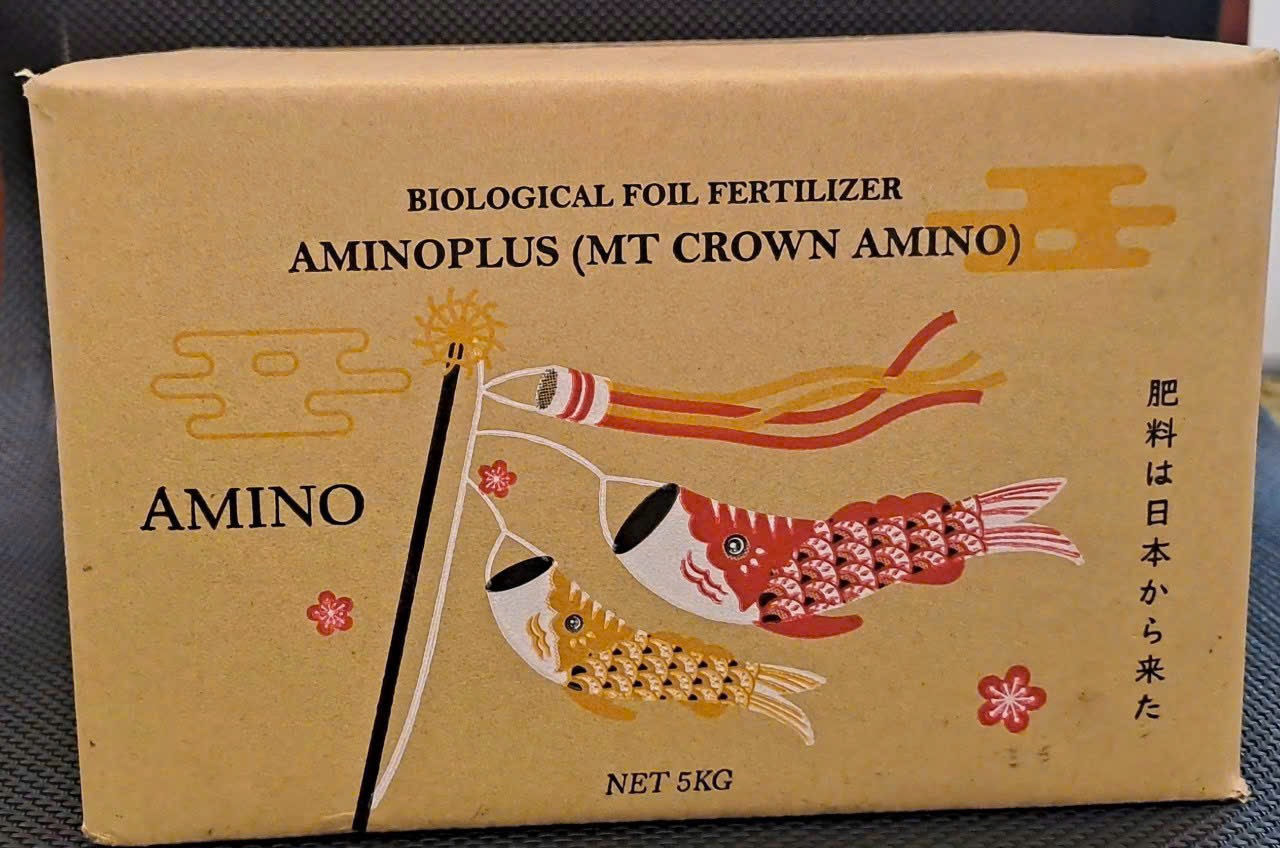 BIOLOGICAL FOIL FERTILIZER
AMINOPLUS (MT CROWN AMINO)
AMINO
肥料は日本から来た
NET 5KG